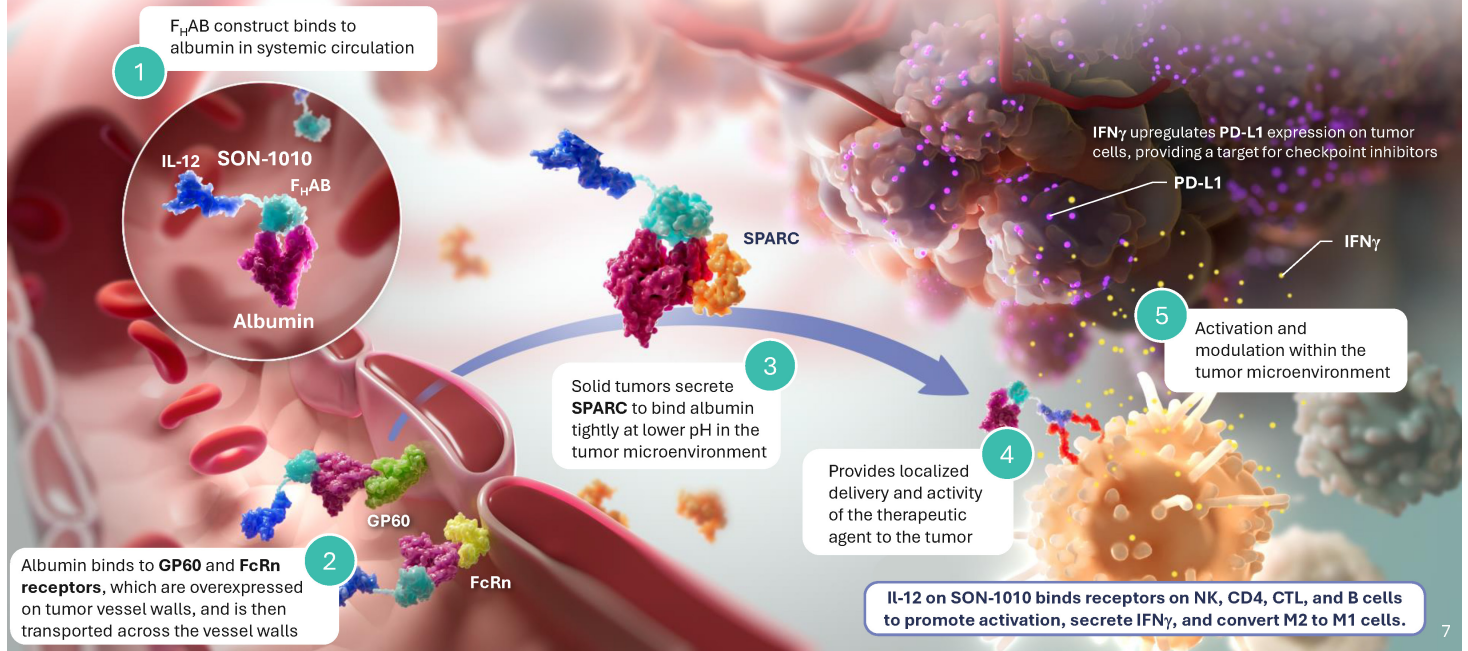 1
F_HAB construct binds to
albumin in systemic circulation
IL-12 SON-1010
F_HAB
Albumin
2
Albumin binds to GP60 and FcRn
receptors, which are overexpressed
on tumor vessel walls, and is then
transported across the vessel walls
GP60
FcRn
SPARC
3
Solid tumors secrete
SPARC to bind albumin
tightly at lower pH in the
tumor microenvironment
4
Provides localized
delivery and activity
of the therapeutic
agent to the tumor
IFNγ upregulates PD-L1 expression on tumor
cells, providing a target for checkpoint inhibitors
PD-L1
IFNγ
5
Activation and
modulation within the
tumor microenvironment
Il-12 on SON-1010 binds receptors on NK, CD4, CTL, and B cells
to promote activation, secrete IFNγ, and convert M2 to M1 cells.
7